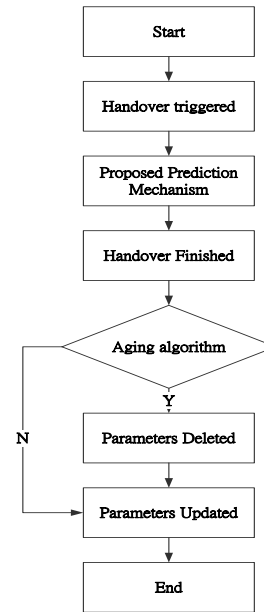 Start
Handover triggered
Proposed Prediction
Mechanism
Handover Finished
Aging algorithm
Y
N
Parameters Deleted
Parameters Updated
End